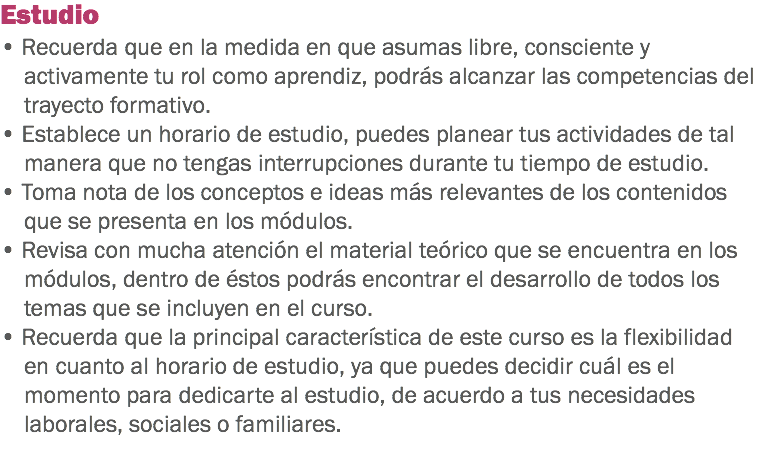 Estudio
• Recuerda que en la medida en que asumas libre, consciente y
activamente tu rol como aprendiz, podrás alcanzar las competencias del
trayecto formativo.
• Establece un horario de estudio, puedes planear tus actividades de tal
manera que no tengas interrupciones durante tu tiempo de estudio.
• Toma nota de los conceptos e ideas más relevantes de los contenidos
que se presenta en los módulos.
• Revisa con mucha atención el material teórico que se encuentra en los
módulos, dentro de éstos podrás encontrar el desarrollo de todos los
temas que se incluyen en el curso.
• Recuerda que la principal característica de este curso es la flexibilidad
en cuanto al horario de estudio, ya que puedes decidir cuál es el
momento para dedicarte al estudio, de acuerdo a tus necesidades
laborales, sociales o familiares.